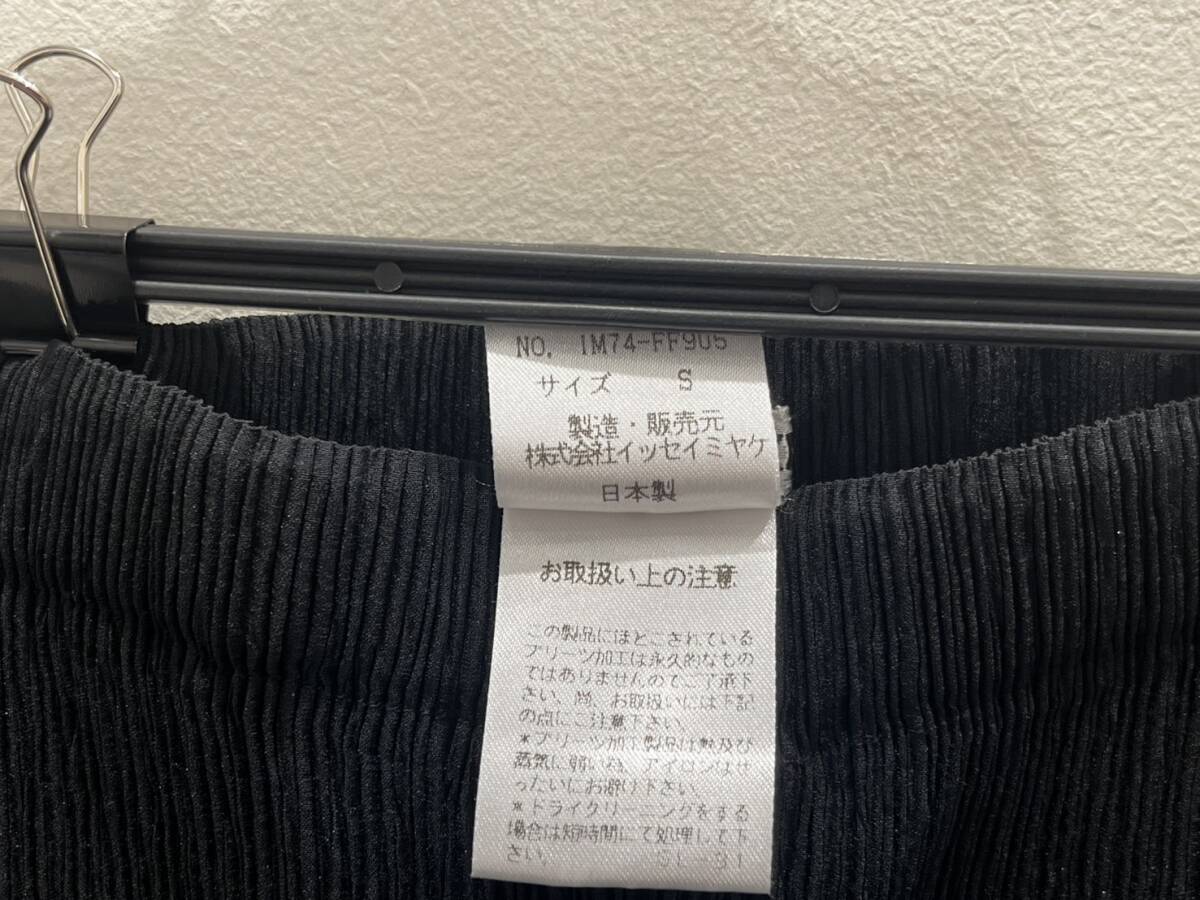 NO. IM74-FF905
サイズ S
製造・販売元
株式会社イッセイミヤケ
日本製
お取扱い上の注意
この製品にほどこされている
プリーツ加工は永久的なもの
ではありませんのでご了承下
さい。尚、お取扱いには下記
の点にご注意下さい。
*プリーツ加工製品は熱及び
蒸気に弱い為、アイロンはぜ
ったいにお避け下さい。
*ドライクリーニングをする
場合は短時間にて処理して下
さい。